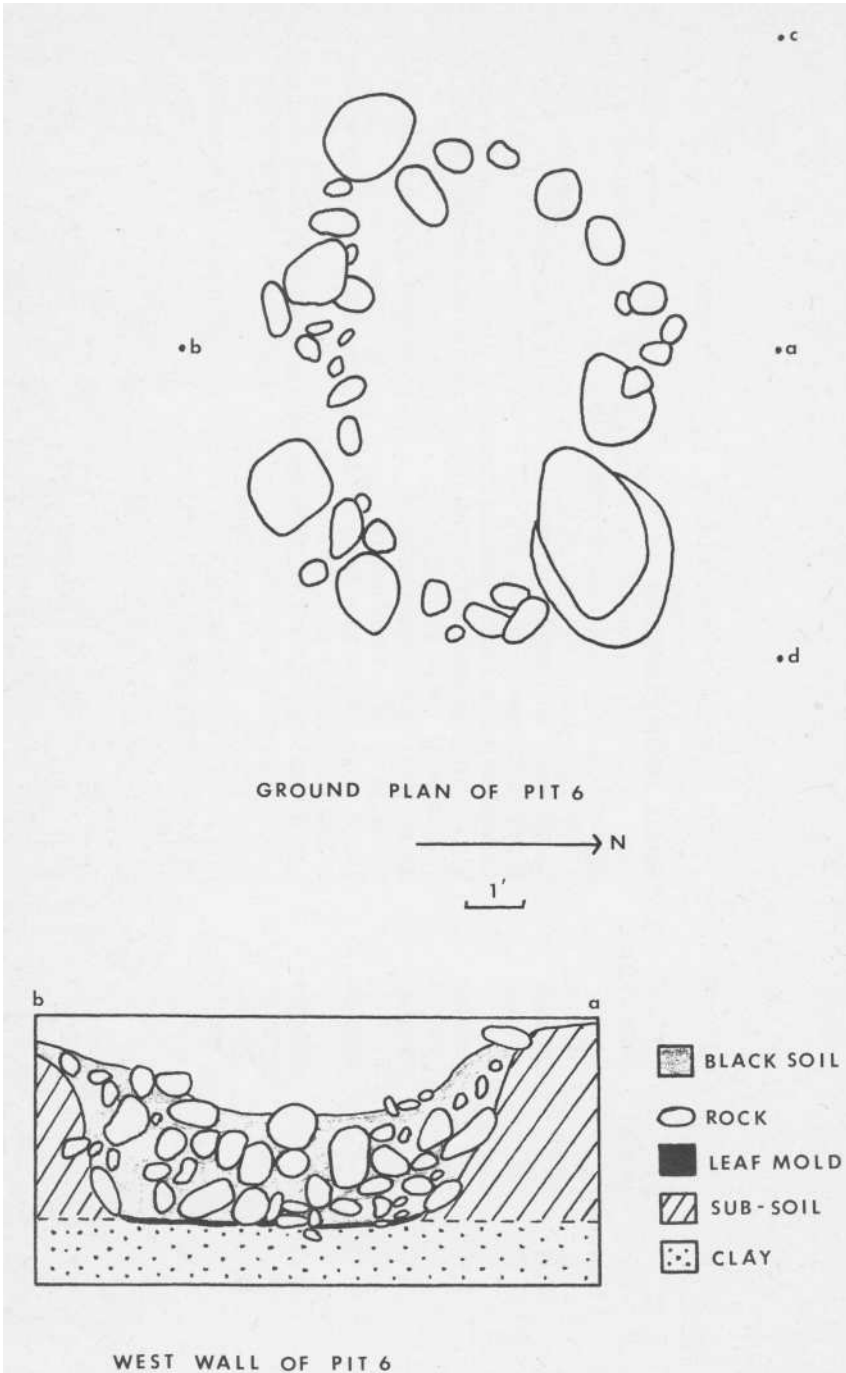 c
b
a
d
GROUND PLAN OF PIT 6
N
1'
b a
BLACK SOIL
ROCK
LEAF MOLD
SUB-SOIL
CLAY
WEST WALL OF PIT 6